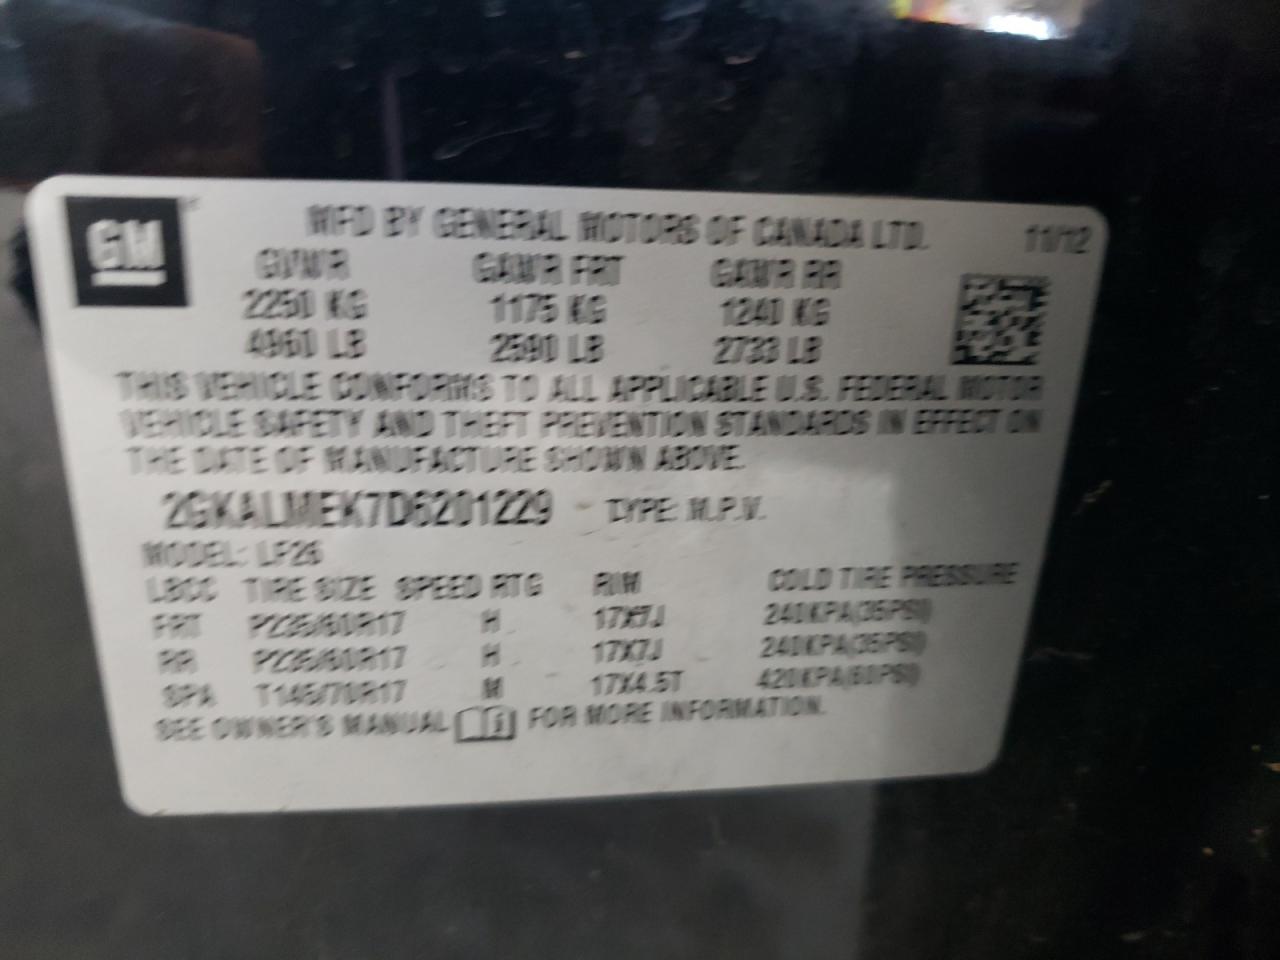 GM
MFD BY GENERAL MOTORS OF CANADA LTD. 11/12
GVWR GAWR FRT GAWR RR
2250 KG 1175 KG 1240 KG
4960 LB 2590 LB 2733 LB
THIS VEHICLE CONFORMS TO ALL APPLICABLE U.S. FEDERAL MOTOR
VEHICLE SAFETY AND THEFT PREVENTION STANDARDS IN EFFECT ON
THE DATE OF MANUFACTURE SHOWN ABOVE.
2GKALMEK7D6201229 TYPE: M.P.V.
MODEL: LF26
TIRE SIZE SPEED RTG RIM COLD TIRE PRESSURE
FRT P235/60R17 H 17X7J 240KPA(35PSI)
RR P235/60R17 H 17X7J 240KPA(35PSI)
SPA T145/70R17 M 17X4.5T 420KPA(60PSI)
SEE OWNER'S MANUAL FOR MORE INFORMATION.